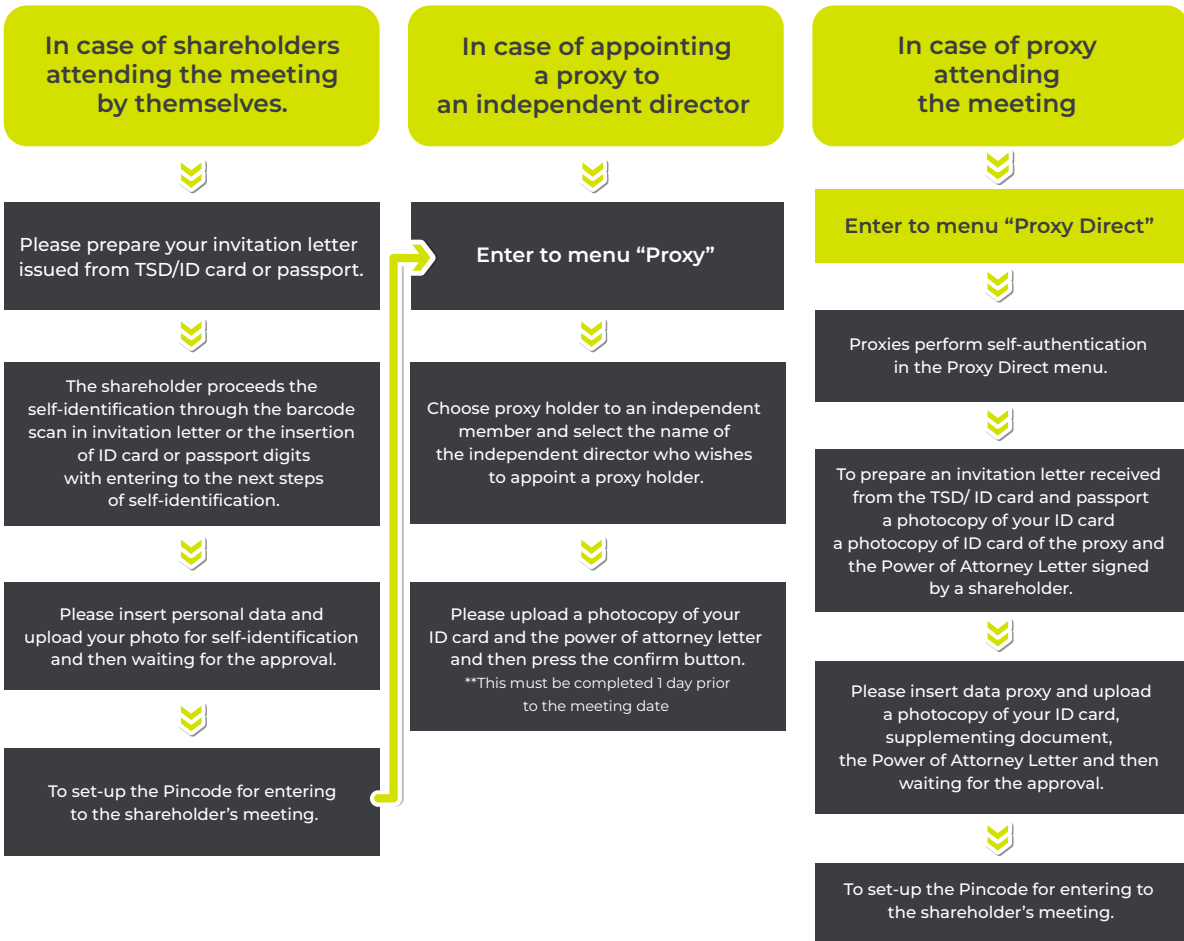 In case of shareholders
attending the meeting
by themselves.
Please prepare your invitation letter
issued from TSD/ID card or passport.
The shareholder proceeds the
self-identification through the barcode
scan in invitation letter or the insertion
of ID card or passport digits
with entering to the next steps
of self-identification.
Please insert personal data and
upload your photo for self-identification
and then waiting for the approval.
To set-up the Pincode for entering
to the shareholder’s meeting.
In case of appointing
a proxy to
an independent director
Enter to menu “Proxy”
Choose proxy holder to an independent
member and select the name of
the independent director who wishes
to appoint a proxy holder.
Please upload a photocopy of your
ID card and the power of attorney letter
and then press the confirm button.
**This must be completed 1 day prior
to the meeting date
In case of proxy
attending
the meeting
Enter to menu “Proxy Direct”
Proxies perform self-authentication
in the Proxy Direct menu.
To prepare an invitation letter received
from the TSD/ ID card and passport
a photocopy of your ID card
a photocopy of ID card of the proxy and
the Power of Attorney Letter signed
by a shareholder.
Please insert data proxy and upload
a photocopy of your ID card,
supplementing document,
the Power of Attorney Letter and then
waiting for the approval.
To set-up the Pincode for entering to
the shareholder’s meeting.